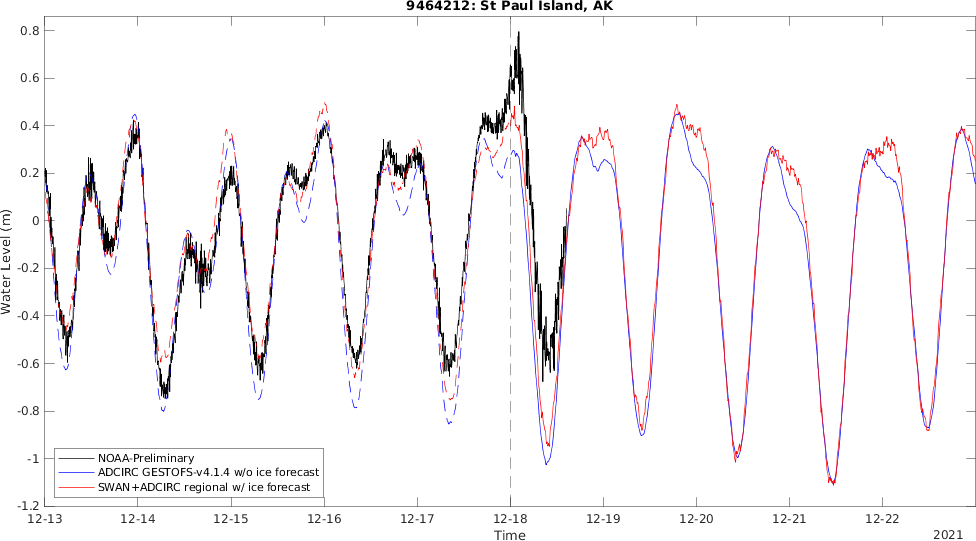 9464212: St Paul Island, AK
Water Level (m)
0.8
0.6
0.4
0.2
0
-0.2
-0.4
-0.6
-0.8
-1
-1.2
NOAA-Preliminary
ADCIRC GESTOFS-v4.1.4 w/o ice forecast
SWAN+ADCIRC regional w/ ice forecast
12-13 12-14 12-15 12-16 12-17 12-18 12-19 12-20 12-21 12-22
Time
2021